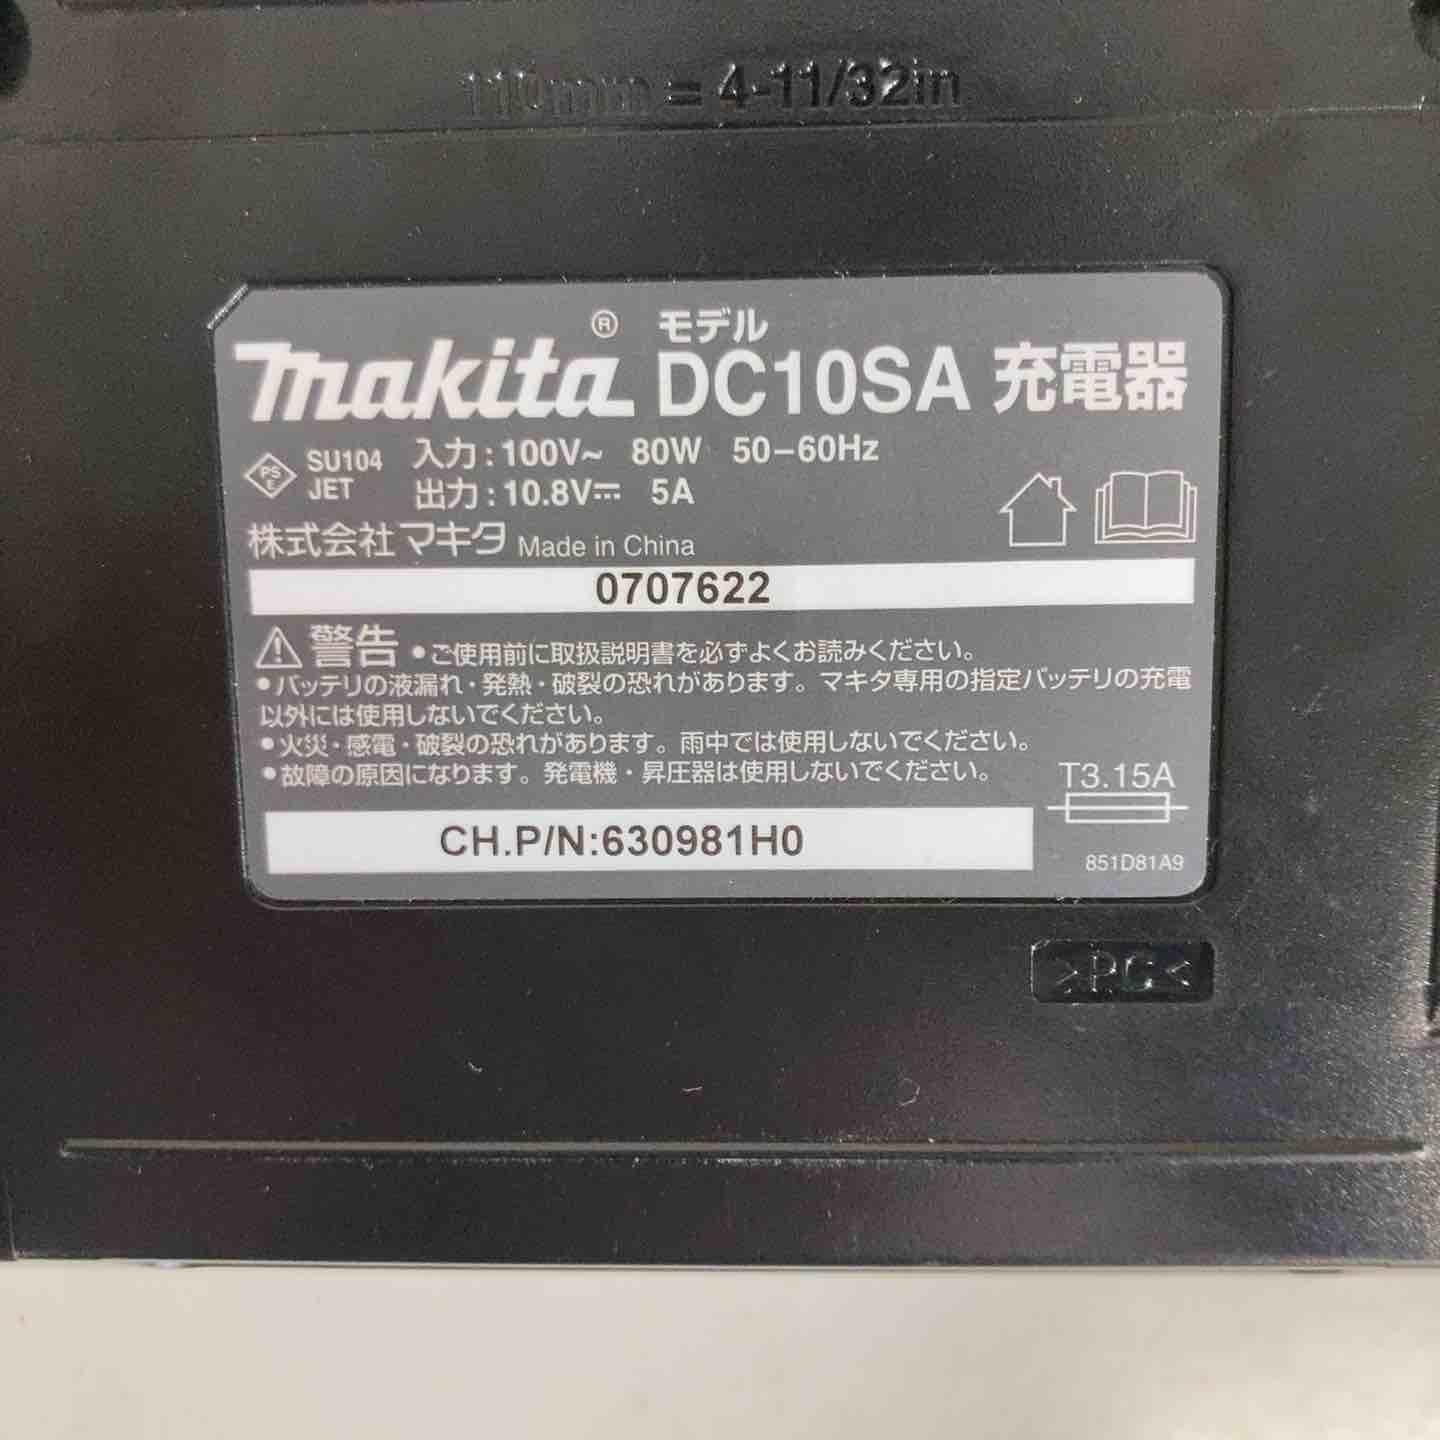 110mm = 4-11/32in
makita® モデル DC10SA 充電器
PS E SU104 JET
入力:100V~ 80W 50-60Hz
出力:10.8V⎓ 5A
株式会社マキタ Made in China
0707622
⚠警告 •ご使用前に取扱説明書を必ずよくお読みください。
•バッテリの液漏れ・発熱・破裂の恐れがあります。マキタ専用の指定バッテリの充電
以外には使用しないでください。
•火災・感電・破裂の恐れがあります。雨中では使用しないでください。
•故障の原因になります。発電機・昇圧器は使用しないでください。
T3.15A
CH.P/N:630981H0
851D81A9
>PC<